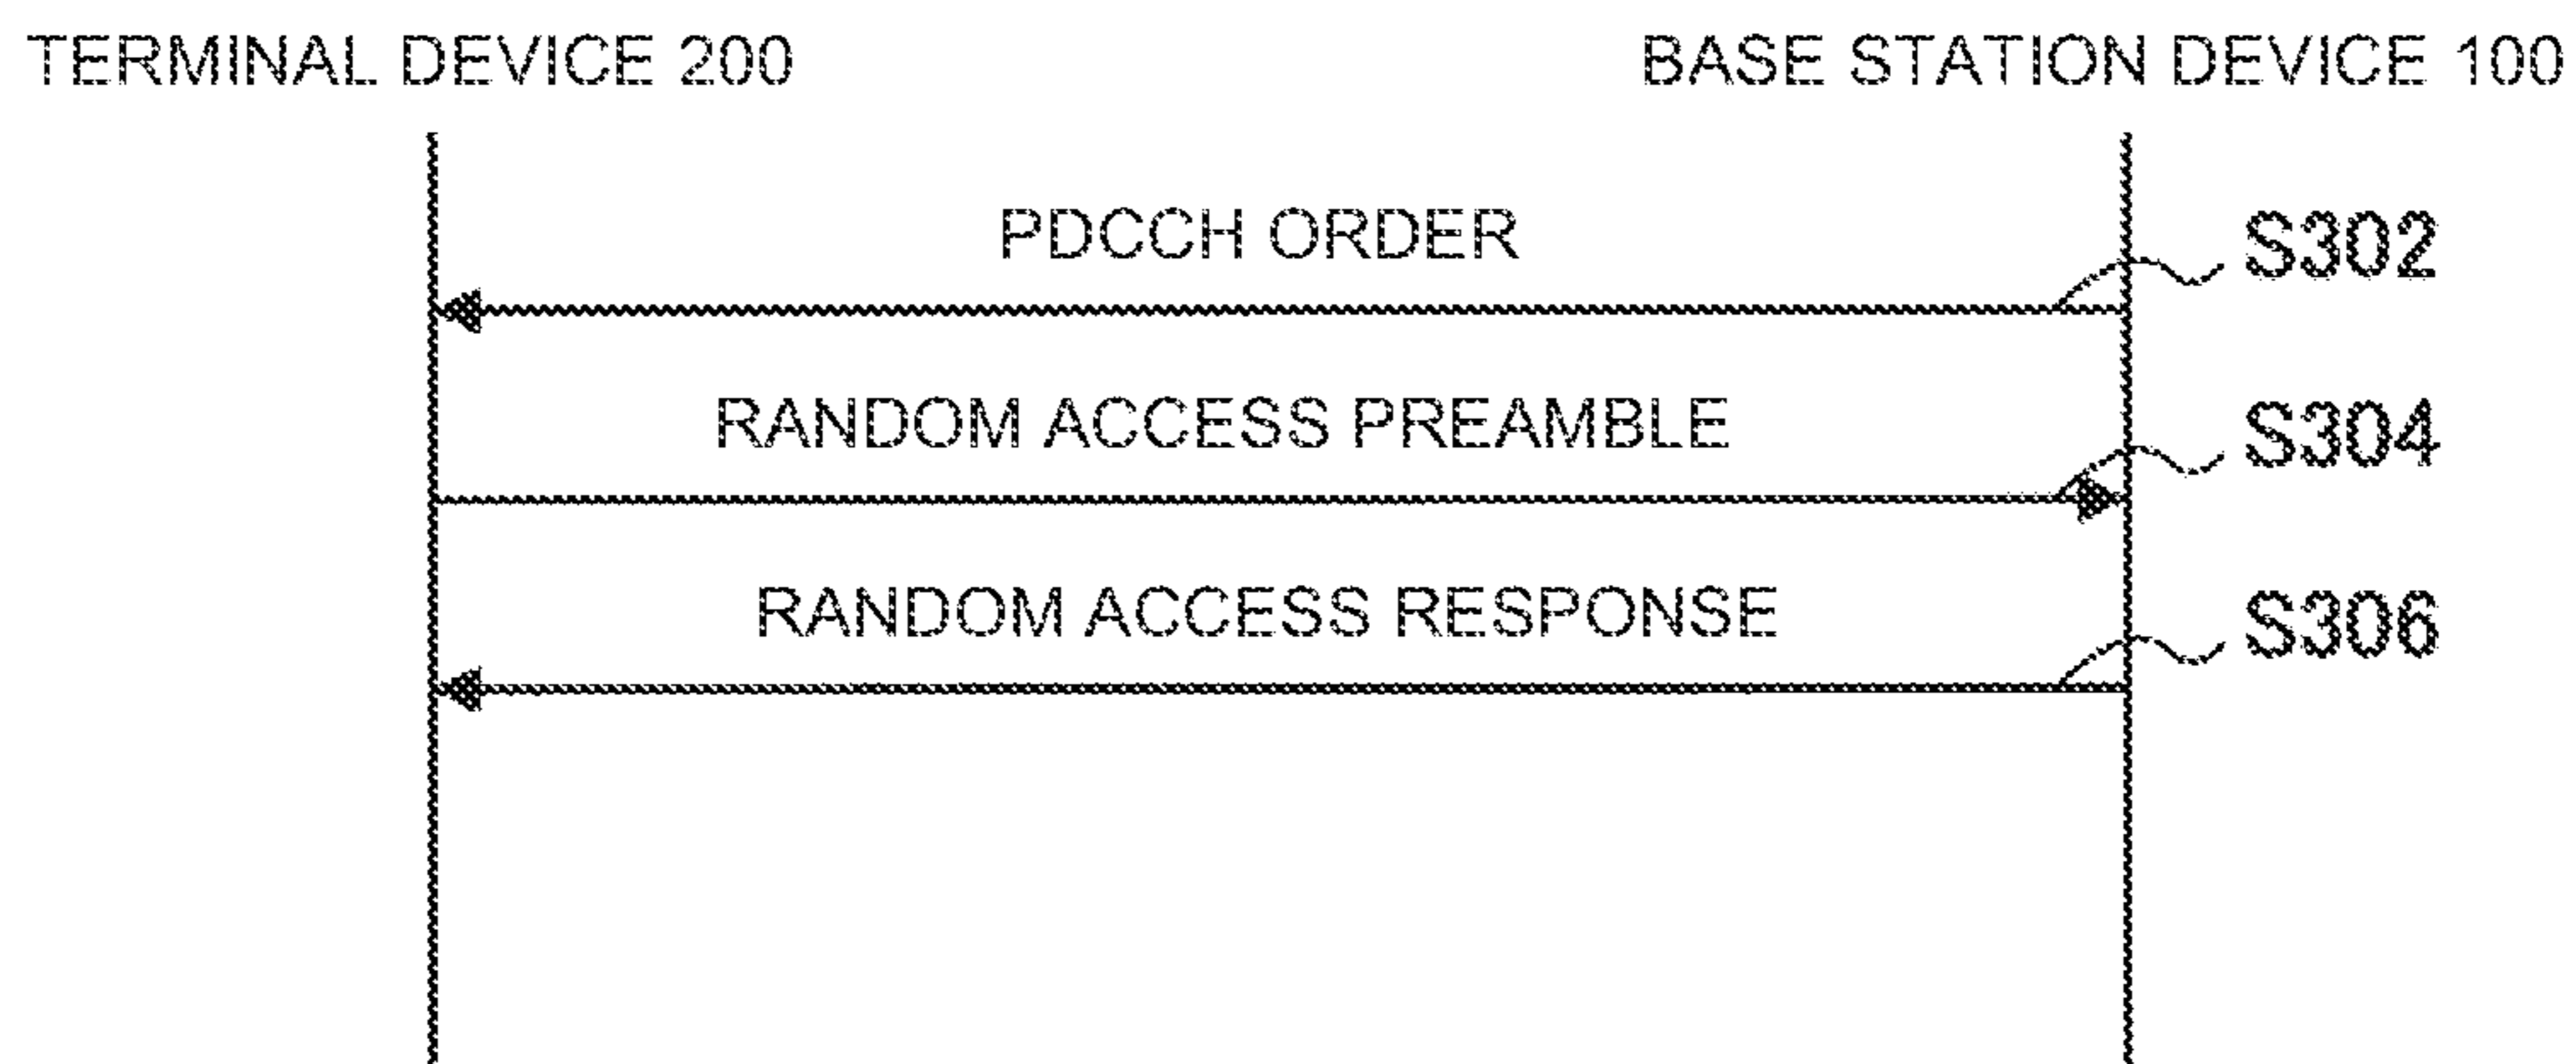 TERMINAL DEVICE 200 BASE STATION DEVICE 100
PDCCH ORDER S302
RANDOM ACCESS PREAMBLE S304
RANDOM ACCESS RESPONSE S306